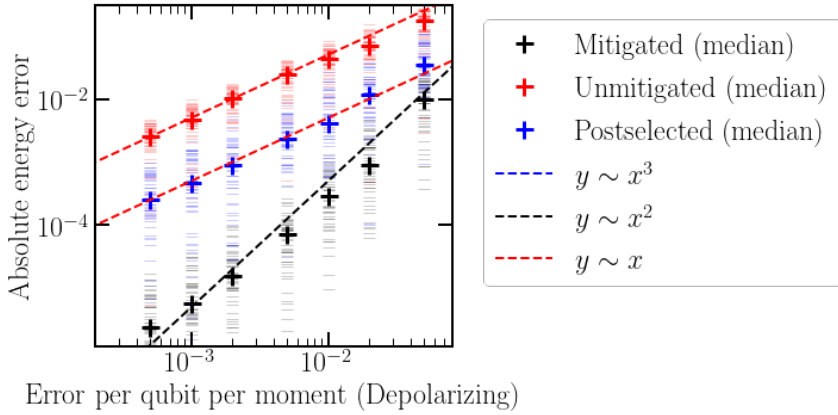 Absolute energy error
10^{-2}
10^{-4}
10^{-3}
10^{-2}
Error per qubit per moment (Depolarizing)
Mitigated (median)
Unmitigated (median)
Postselected (median)
y ∼ x^3
y ∼ x^2
y ∼ x